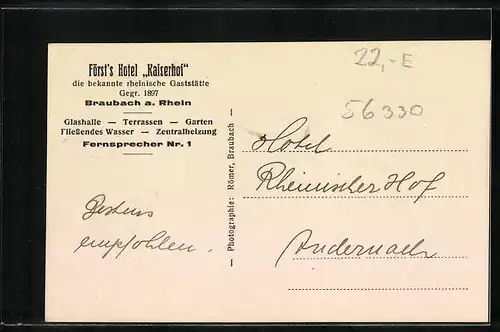 Först's Hotel „Kaiserhof"
die bekannte rheinische Gaststätte
Gegr. 1897
Braubach a. Rhein
Glashalle — Terrassen — Garten
Fließendes Wasser — Zentralheizung
Fernsprecher Nr. 1
Bestens
empfohlen.
— Photographie: Römer, Braubach —
22,-E
56330
Hotel
Rheinischer Hof
Andernach